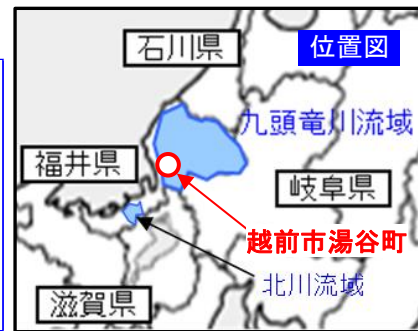 石川県
位置図
九頭竜川流域
福井県
岐阜県
越前市湯谷町
北川流域
滋賀県